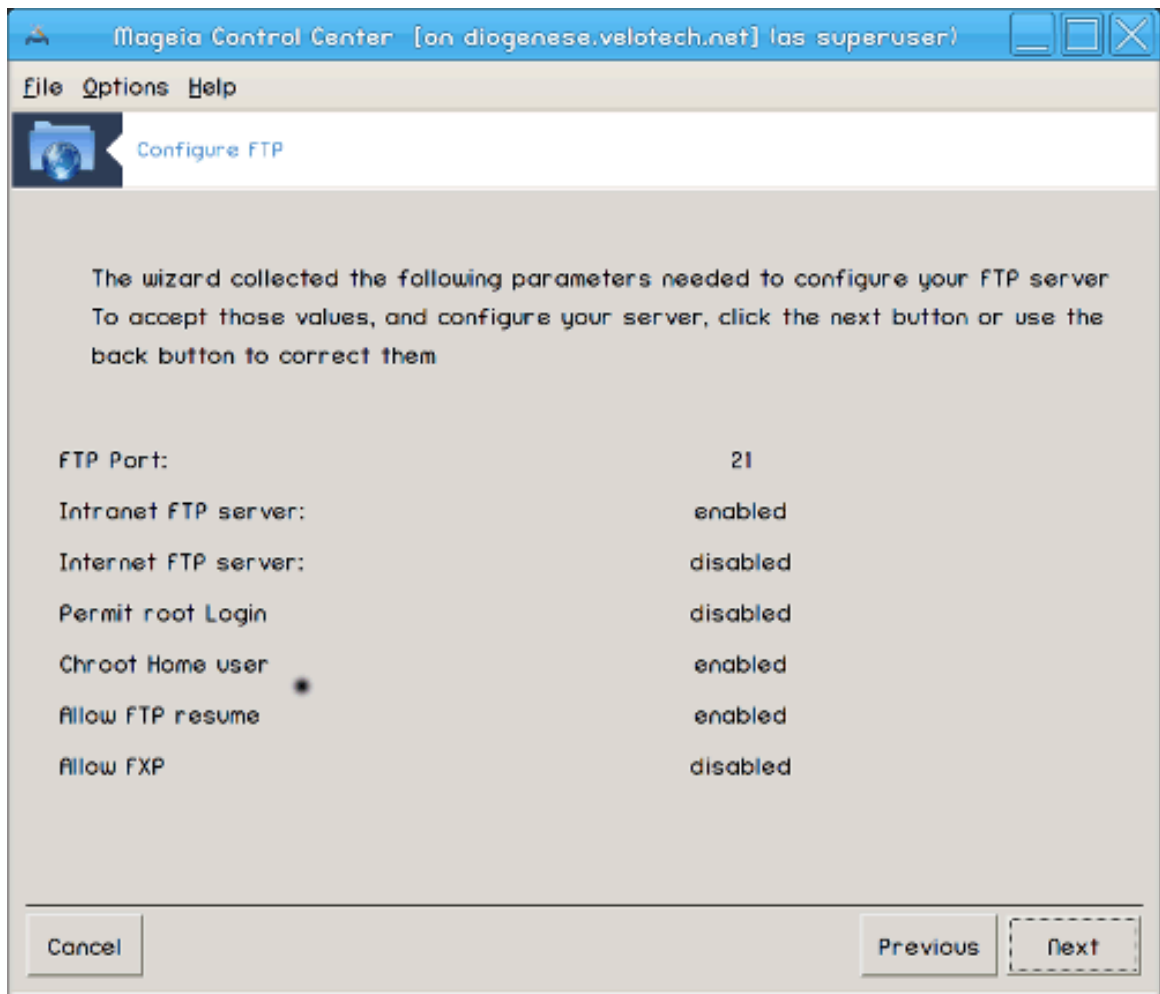 Mageia Control Center [on diogenese.velotech.net] (as superuser)
File Options Help
Configure FTP
The wizard collected the following parameters needed to configure your FTP server
To accept those values, and configure your server, click the next button or use the
back button to correct them
FTP Port: 21
Intranet FTP server: enabled
Internet FTP server: disabled
Permit root Login disabled
Chroot Home user enabled
Allow FTP resume enabled
Allow FXP disabled
Cancel Previous Next